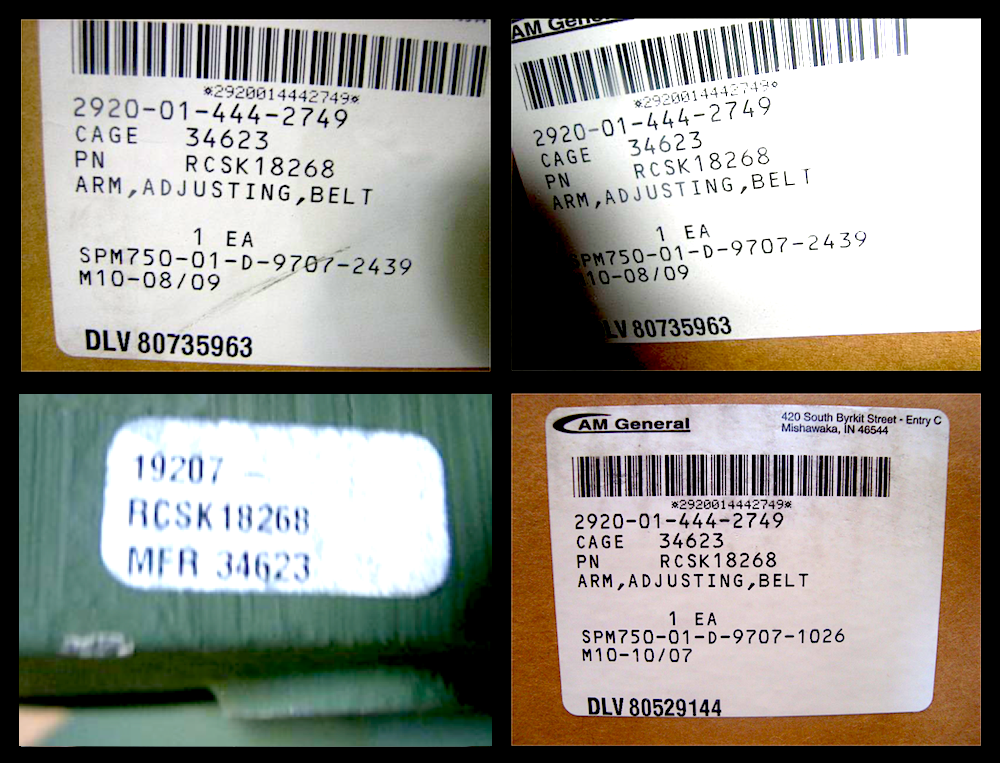 *2920014442749*
2920-01-444-2749
CAGE 34623
PN RCSK18268
ARM,ADJUSTING,BELT
1 EA
SPM750-01-D-9707-2439
M10-08/09
DLV 80735963
AM General
*2920014442749*
2920-01-444-2749
CAGE 34623
PN RCSK18268
ARM,ADJUSTING,BELT
1 EA
SPM750-01-D-9707-2439
10-08/09
LV 80735963
19207 –
RCSK18268
MFR 34623
AM General
420 South Byrkit Street - Entry C
Mishawaka, IN 46544
*2920014442749*
2920-01-444-2749
CAGE 34623
PN RCSK18268
ARM,ADJUSTING,BELT
1 EA
SPM750-01-D-9707-1026
M10-10/07
DLV 80529144